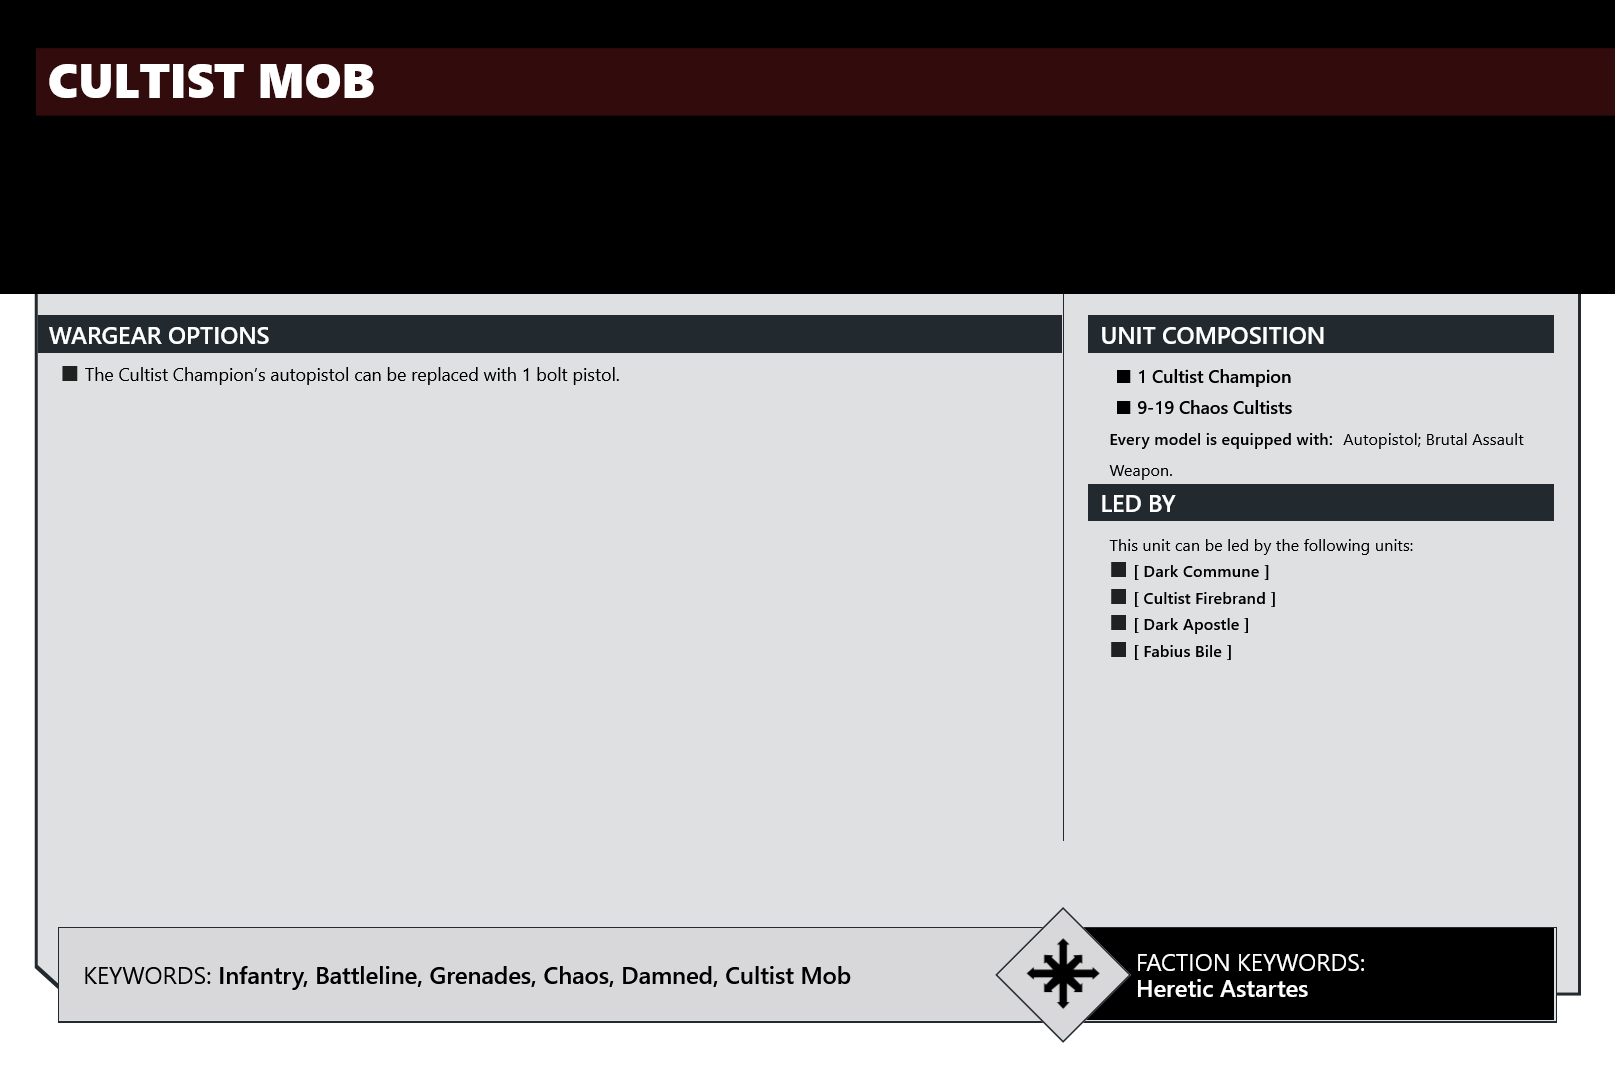 CULTIST MOB
WARGEAR OPTIONS
The Cultist Champion’s autopistol can be replaced with 1 bolt pistol.
UNIT COMPOSITION
1 Cultist Champion
9-19 Chaos Cultists
Every model is equipped with: Autopistol; Brutal Assault
Weapon.
LED BY
This unit can be led by the following units:
[ Dark Commune ]
[ Cultist Firebrand ]
[ Dark Apostle ]
[ Fabius Bile ]
KEYWORDS: Infantry, Battleline, Grenades, Chaos, Damned, Cultist Mob
FACTION KEYWORDS:
Heretic Astartes